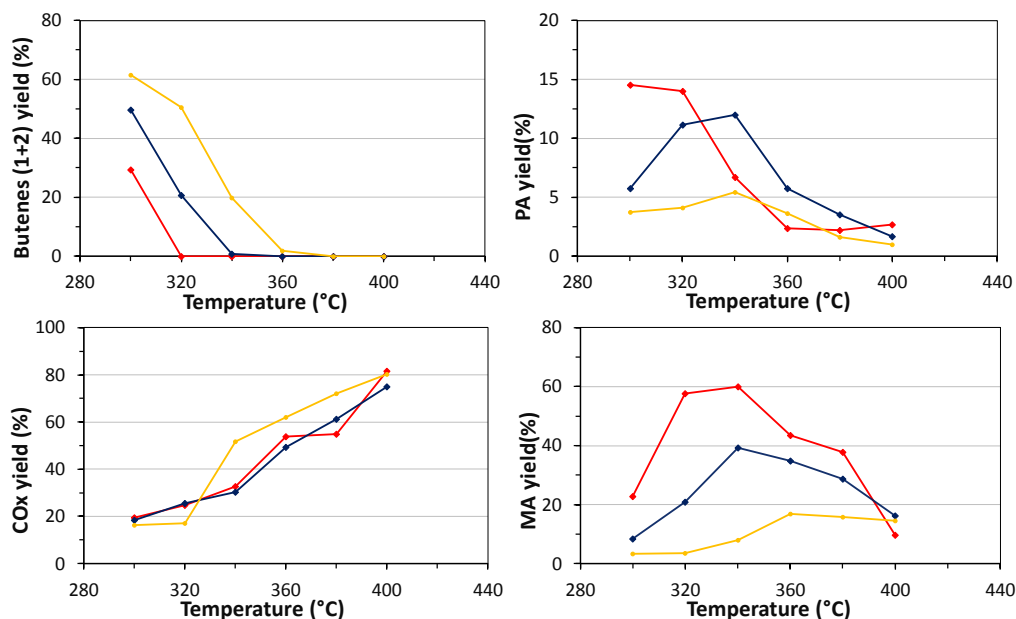 Butenes (1+2) yield (%)
80
60
40
20
0
280 320 360 400 440
Temperature (°C)
PA yield(%)
20
15
10
5
0
280 320 360 400 440
Temperature (°C)
COx yield (%)
100
80
60
40
20
0
280 320 360 400 440
Temperature (°C)
MA yield(%)
80
60
40
20
0
280 320 360 400 440
Temperature (°C)